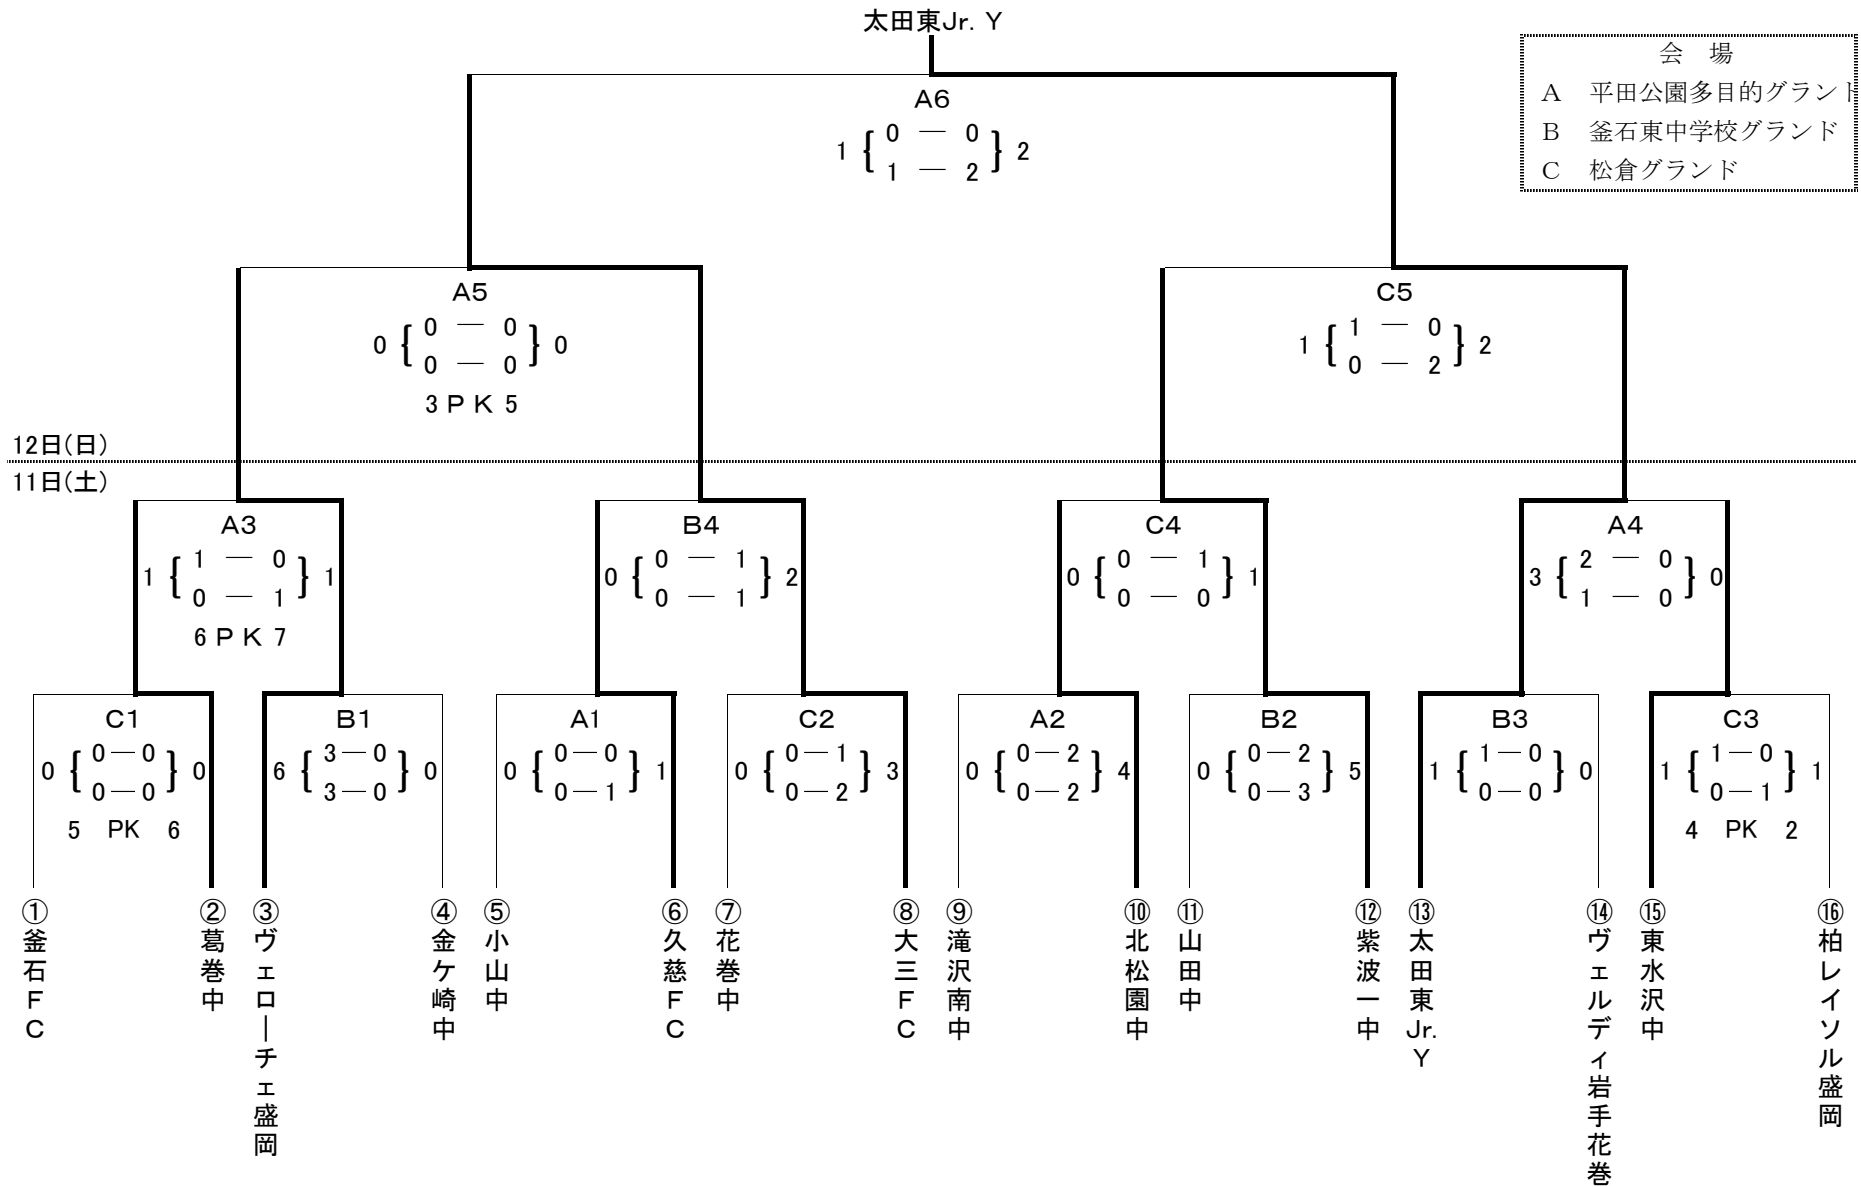 太田東Jr. Y
会　場
A　平田公園多目的グランド
B　釜石東中学校グランド
C　松倉グランド
A6
0 — 0
1 { } 2
1 — 2
A5
0 — 0
0 { } 0
0 — 0
3 P K 5
C5
1 — 0
1 { } 2
0 — 2
12日(日)
11日(土)
A3
1 — 0
1 { } 1
0 — 1
6 P K 7
B4
0 — 1
0 { } 2
0 — 1
C4
0 — 1
0 { } 1
0 — 0
A4
2 — 0
3 { } 0
1 — 0
C1
0 — 0
0 { } 0
0 — 0
5 PK 6
B1
3 — 0
6 { } 0
3 — 0
A1
0 — 0
0 { } 1
0 — 1
C2
0 — 1
0 { } 3
0 — 2
A2
0 — 2
0 { } 4
0 — 2
B2
0 — 2
0 { } 5
0 — 3
B3
1 — 0
1 { } 0
0 — 0
C3
1 — 0
1 { } 1
0 — 1
4 PK 2
①釜石FC
②葛巻中
③ヴェローチェ盛岡
④金ケ崎中
⑤小山中
⑥久慈FC
⑦花巻中
⑧大三FC
⑨滝沢南中
⑩北松園中
⑪山田中
⑫紫波一中
⑬太田東Jr.Y
⑭ヴェルディ岩手花巻
⑮東水沢中
⑯柏レイソル盛岡